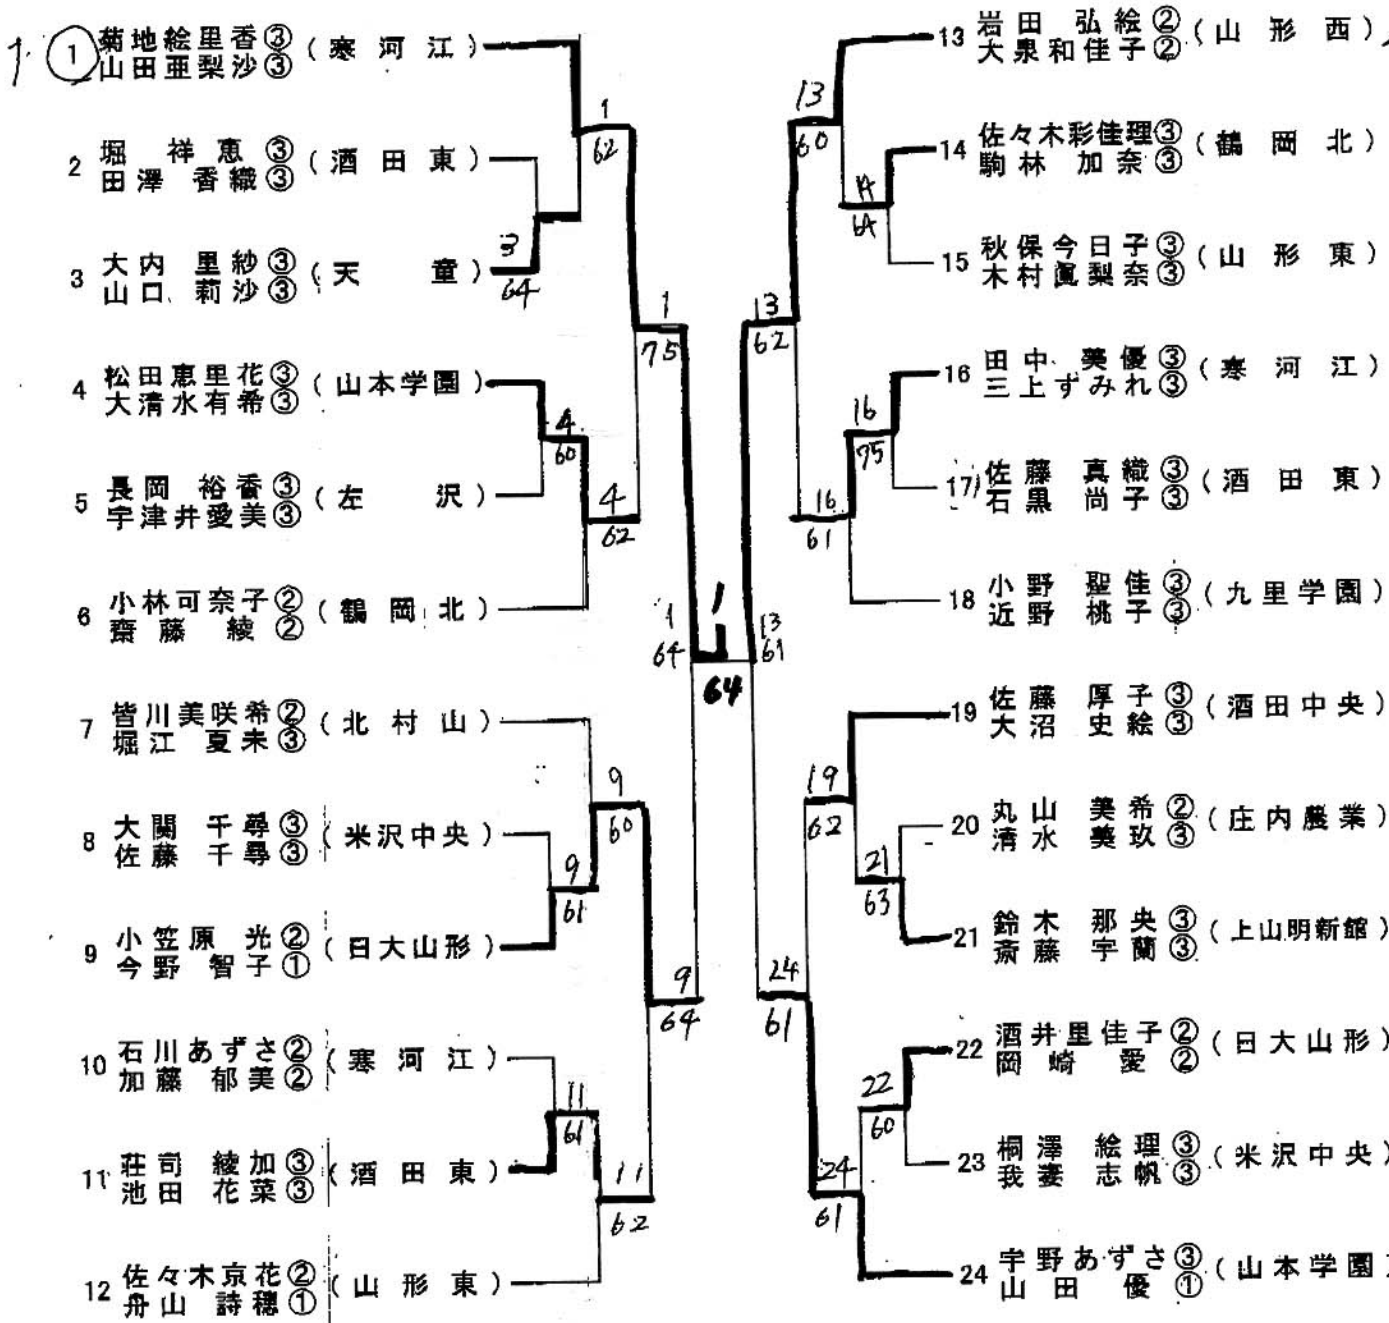 1 菊地絵里香③ (寒河江)
山田亜梨沙③
2 堀祥恵③ (酒田東)
田澤香織③
3 大内里紗③ (天童)
山口莉沙③
4 松田恵里花③ (山本学園)
大清水有希③
5 長岡裕香③ (左沢)
宇津井愛美③
6 小林可奈子② (鶴岡北)
齋藤綾②
7 皆川美咲希② (北村山)
堀江夏未③
8 大関千尋③ (米沢中央)
佐藤千尋③
9 小笠原光② (日大山形)
今野智子①
10 石川あずさ② (寒河江)
加藤郁美②
11 荘司綾加③ (酒田東)
池田花菜③
12 佐々木京花② (山形東)
舟山詩穂①
1
62
3
64
1
75
4
60
4
62
1
64
9
60
9
61
9
64
11
61
11
62
1
64
13 岩田弘絵② (山形西)
大泉和佳子②
14 佐々木彩佳理③ (鶴岡北)
駒林加奈③
15 秋保今日子③ (山形東)
木村眞梨奈③
16 田中美優③ (寒河江)
三上すみれ③
17 佐藤真織③ (酒田東)
石黒尚子③
18 小野聖佳③ (九里学園)
近野桃子③
19 佐藤厚子③ (酒田中央)
大沼史絵③
20 丸山美希② (庄内農業)
清水美玖③
21 鈴木那央③ (上山明新館)
斎藤宇蘭③
22 酒井里佳子② (日大山形)
岡崎愛②
23 桐澤絵理③ (米沢中央)
我妻志帆③
24 宇野あずさ③ (山本学園)
山田優①
13
60
14
64
13
62
16
75
16
61
13
61
19
62
21
63
24
61
22
60
24
61